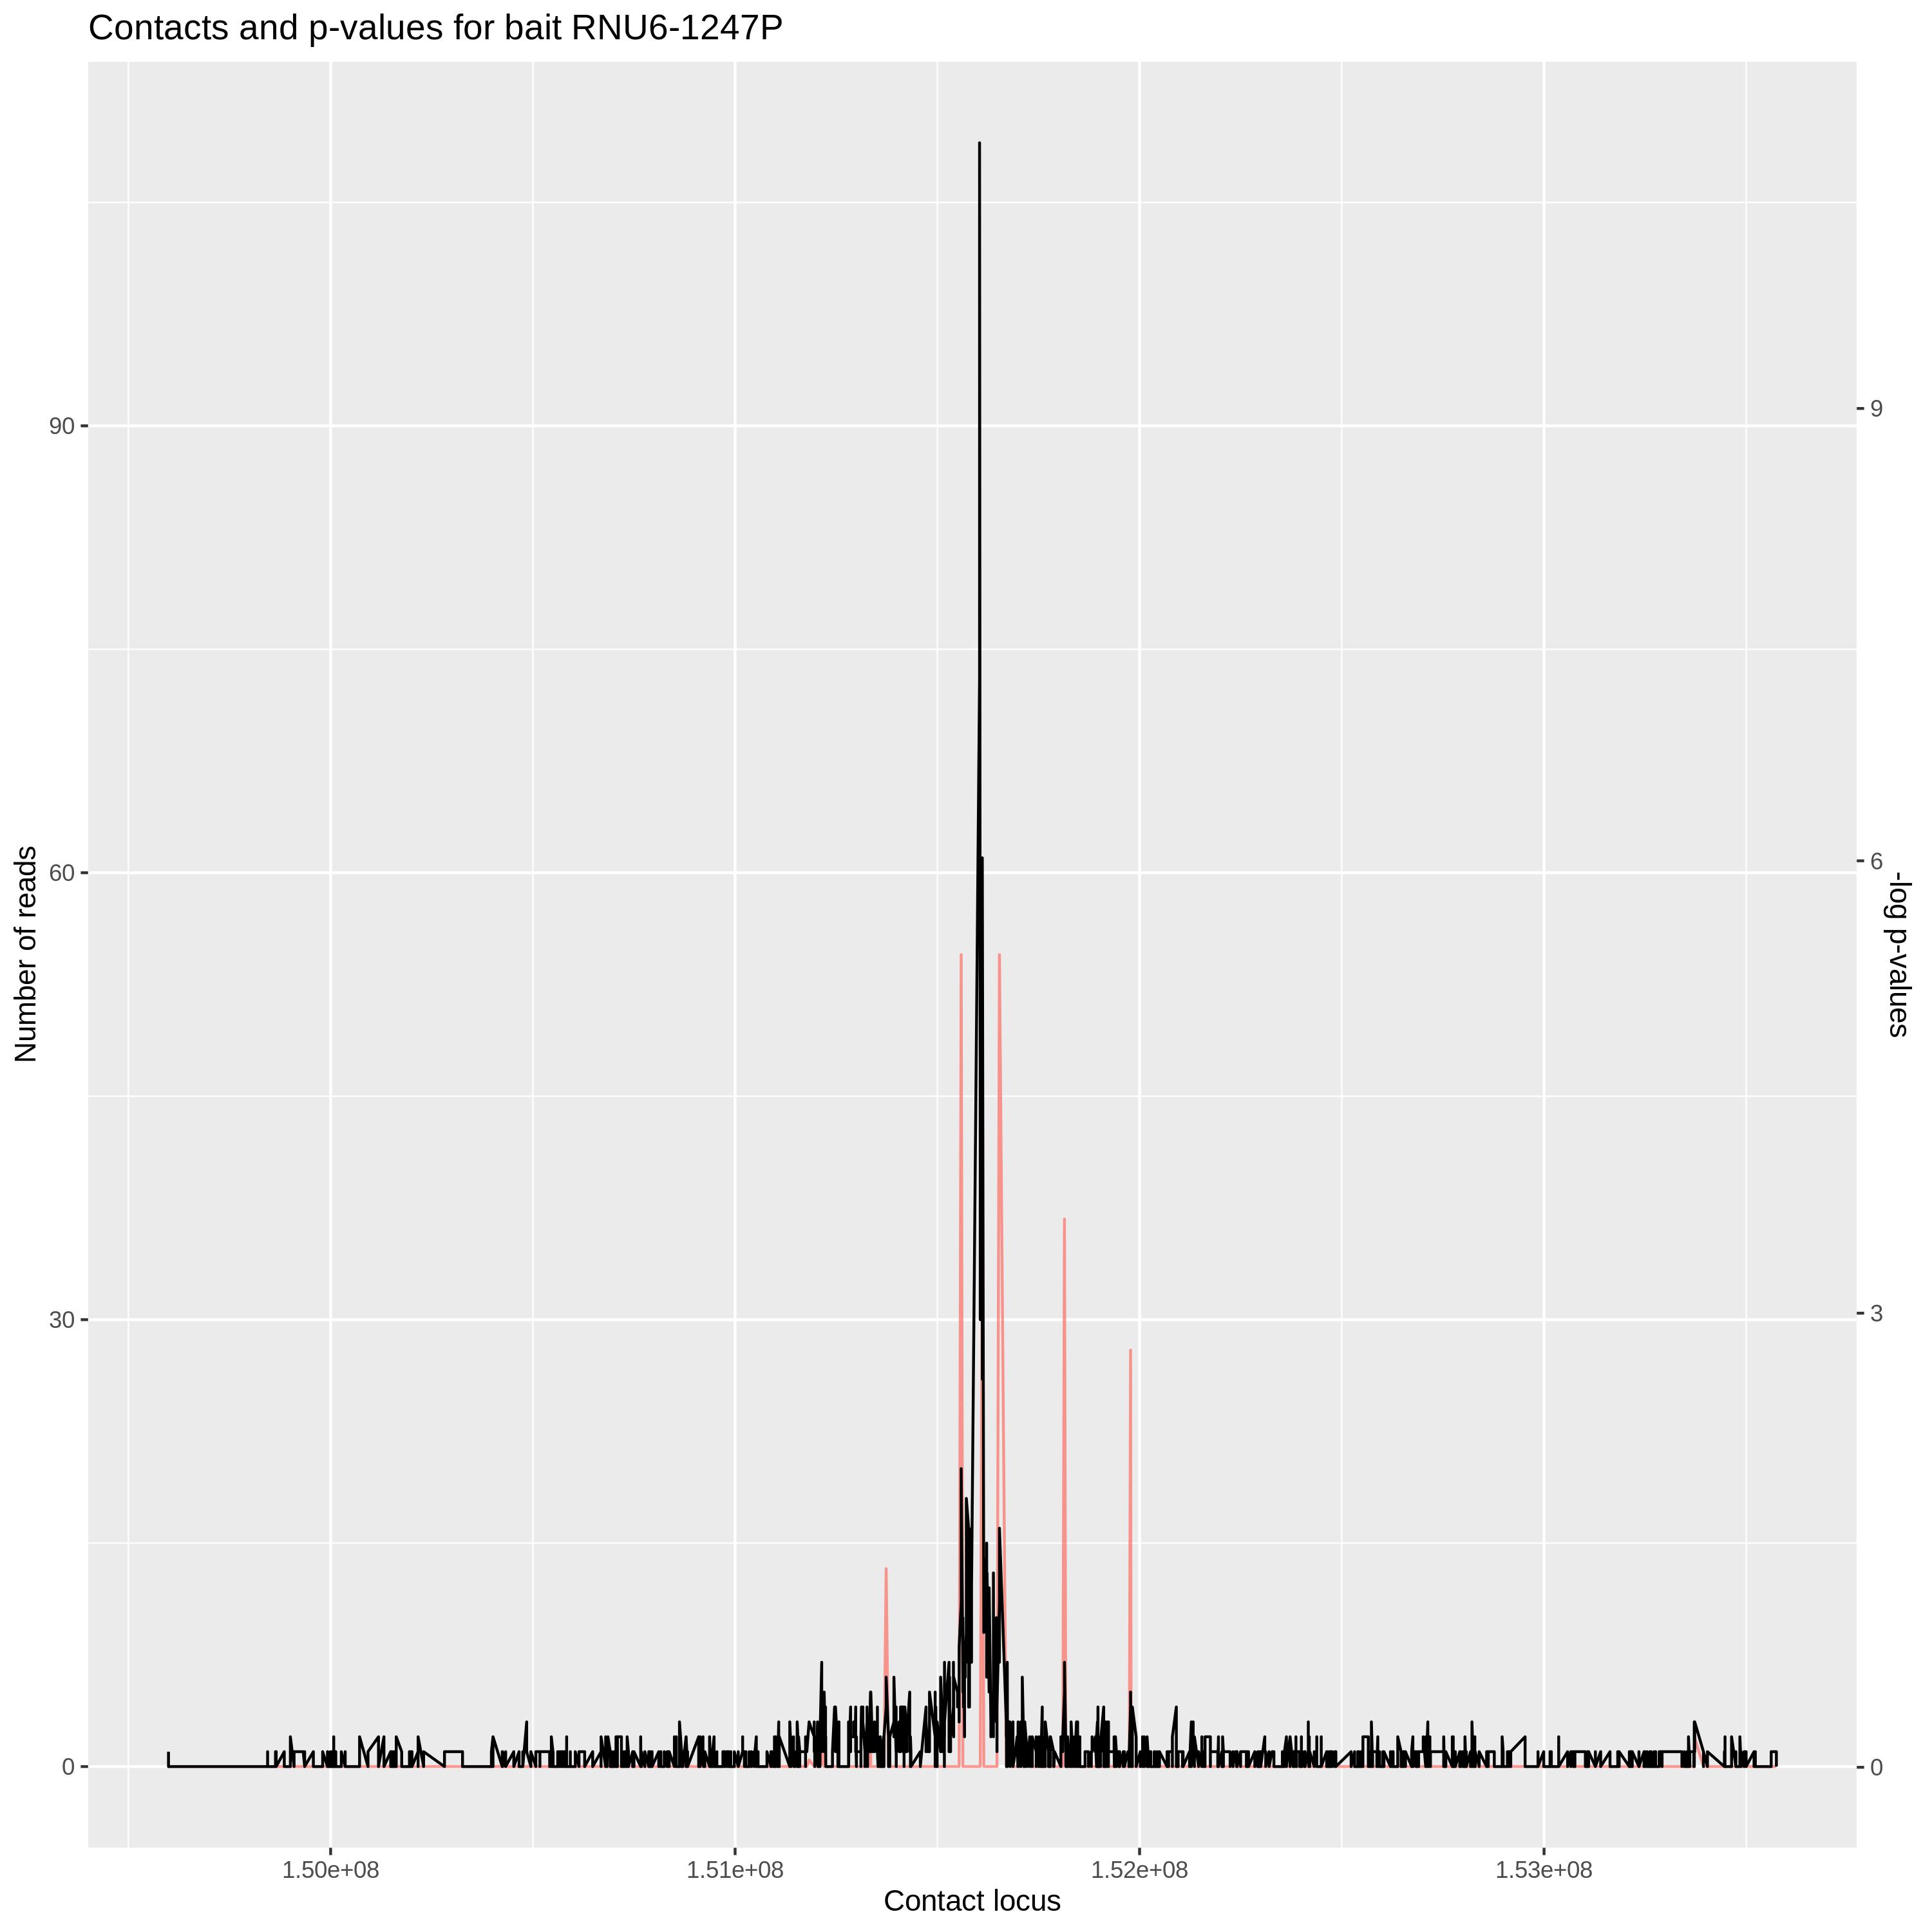 Contacts and p-values for bait RNU6-1247P
90
60
30
0
9
6
3
0
Number of reads
-log p-values
1.50e+08
1.51e+08
1.52e+08
1.53e+08
Contact locus